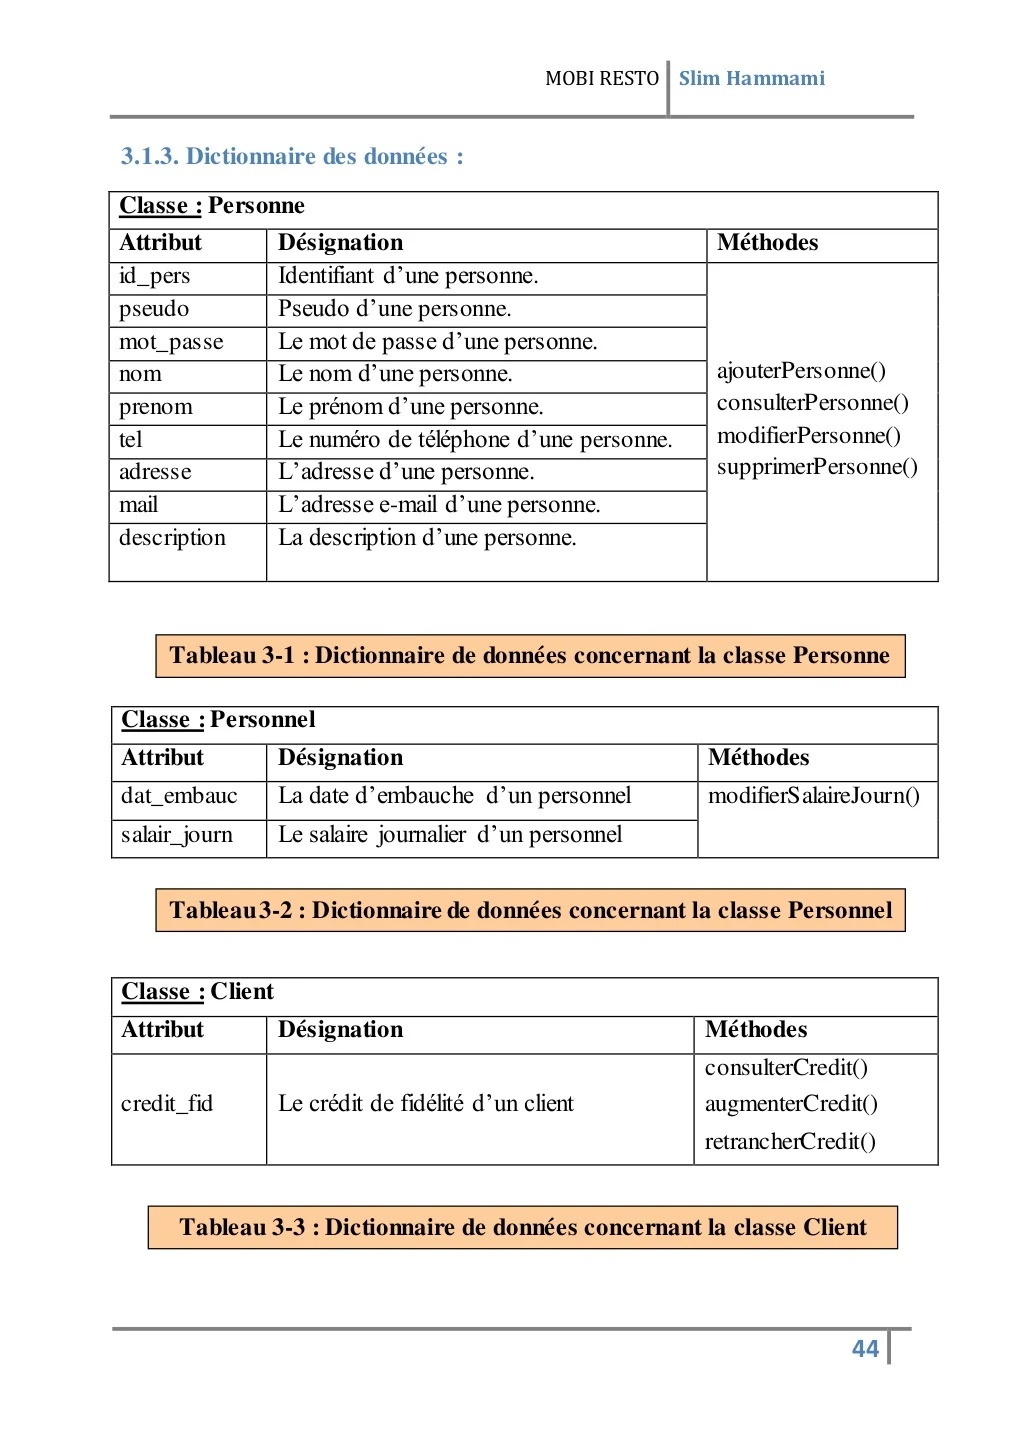 MOBI RESTO Slim Hammami
3.1.3. Dictionnaire des données :
Classe : Personne
Attribut Désignation Méthodes
id_pers Identifiant d’une personne.
pseudo Pseudo d’une personne.
mot_passe Le mot de passe d’une personne.
nom Le nom d’une personne.
ajouterPersonne()
prenom Le prénom d’une personne.
consulterPersonne()
tel Le numéro de téléphone d’une personne.
modifierPersonne()
adresse L’adresse d’une personne.
supprimerPersonne()
mail L’adresse e-mail d’une personne.
description La description d’une personne.
Tableau 3-1 : Dictionnaire de données concernant la classe Personne
Classe : Personnel
Attribut Désignation Méthodes
dat_embauc La date d’embauche d’un personnel modifierSalaireJourn()
salair_journ Le salaire journalier d’un personnel
Tableau 3-2 : Dictionnaire de données concernant la classe Personnel
Classe : Client
Attribut Désignation Méthodes
consulterCredit()
credit_fid Le crédit de fidélité d’un client augmenterCredit()
retrancherCredit()
Tableau 3-3 : Dictionnaire de données concernant la classe Client
44